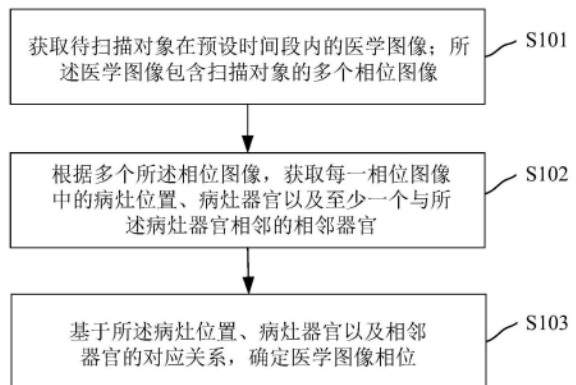 获取待扫描对象在预设时间段内的医学图像；所
述医学图像包含扫描对象的多个相位图像
S101
根据多个所述相位图像，获取每一相位图像
中的病灶位置、病灶器官以及至少一个与所
述病灶器官相邻的相邻器官
S102
基于所述病灶位置、病灶器官以及相邻
器官的对应关系，确定医学图像相位
S103